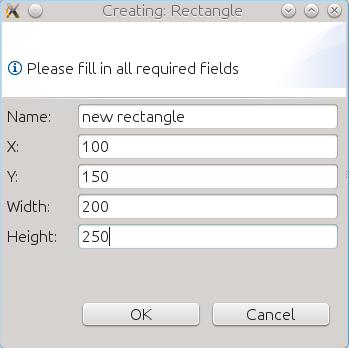 Creating: Rectangle
Please fill in all required fields
Name: new rectangle
X: 100
Y: 150
Width: 200
Height: 250
OK Cancel